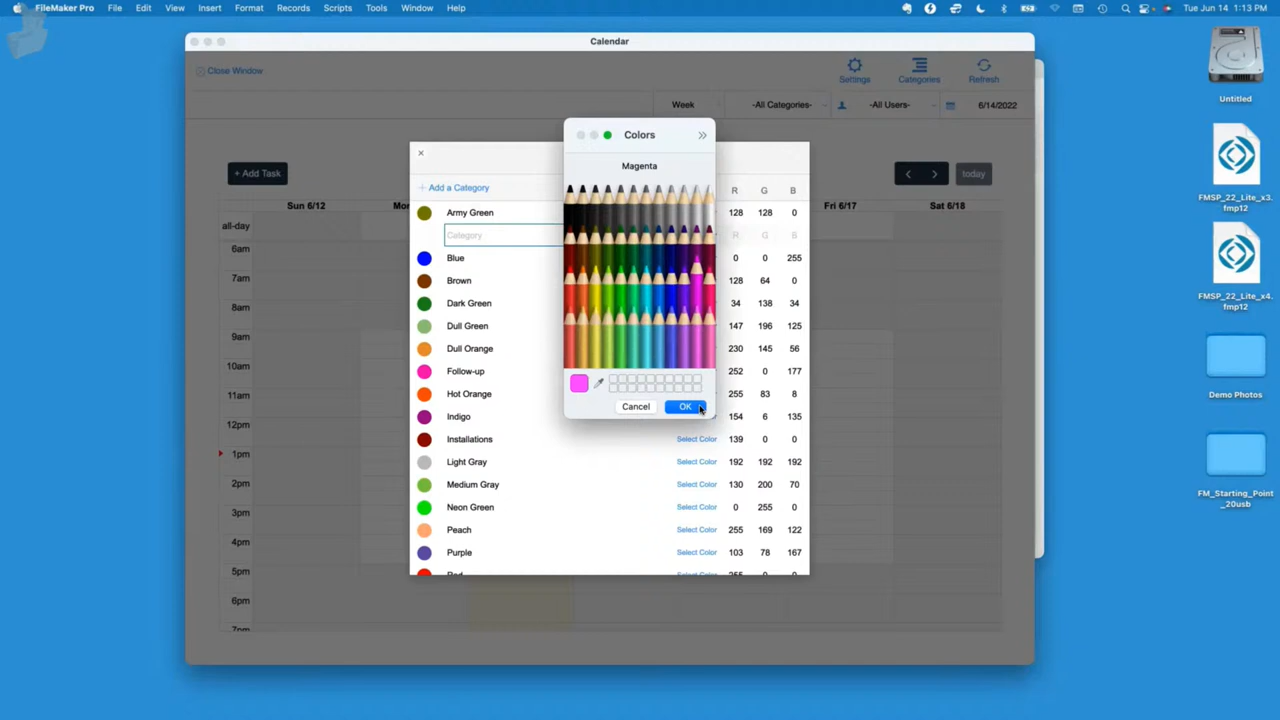 FileMaker Pro File Edit View Insert Format Records Scripts Tools Window Help Tue Jun 14 1:13 PM
Calendar
Close Window
Settings Categories Refresh
Week -All Categories- -All Users- 6/14/2022
Untitled
Colors
Magenta
+ Add Task
today
+ Add a Category R G B
Sun 6/12 Mon Fri 6/17 Sat 6/18
all-day
Army Green 128 128 0
Category R G B
6am
Blue 0 0 255
7am
Brown 128 64 0
8am
Dark Green 34 138 34
Dull Green 147 196 125
9am
Dull Orange 230 145 56
10am
Follow-up 252 0 177
11am
Hot Orange 255 83 8
Cancel OK
12pm
Indigo 154 6 135
Installations Select Color 139 0 0
1pm
Light Gray Select Color 192 192 192
2pm
Medium Gray Select Color 130 200 70
3pm
Neon Green Select Color 0 255 0
4pm
Peach Select Color 255 169 122
Purple Select Color 103 78 167
5pm
Red Select Color 255 0 0
6pm
7pm
FMSP_22_Lite_x3.
fmp12
FMSP_22_Lite_x4.
fmp12
Demo Photos
FM_Starting_Point
_20usb